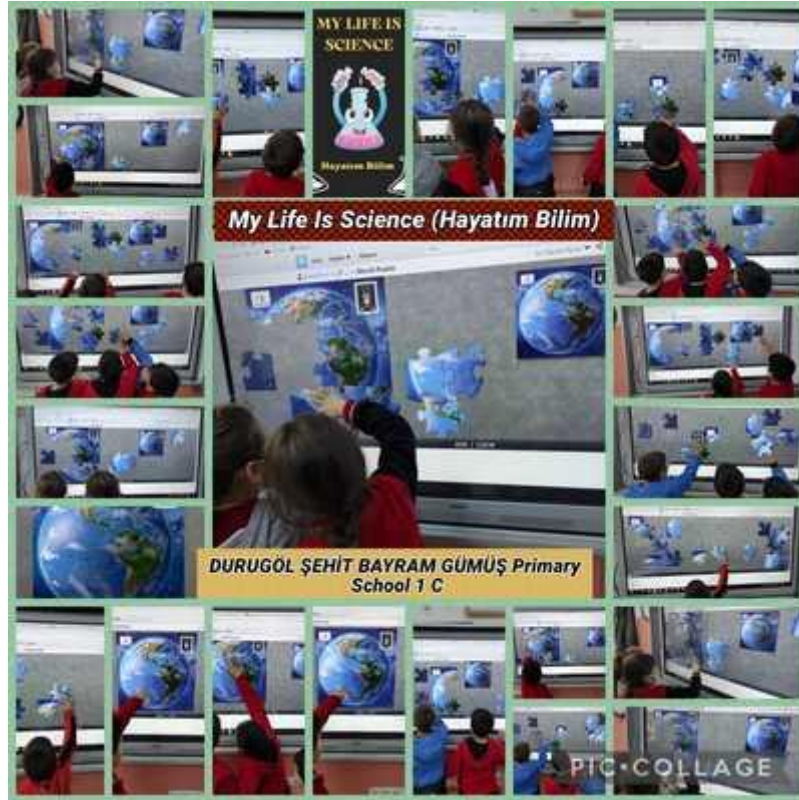 MY LIFE IS
SCIENCE
Hayatım Bilim
My Life Is Science (Hayatım Bilim)
DURUGÖL ŞEHİT BAYRAM GÜMÜŞ Primary
School 1 C
PIC•COLLAGE